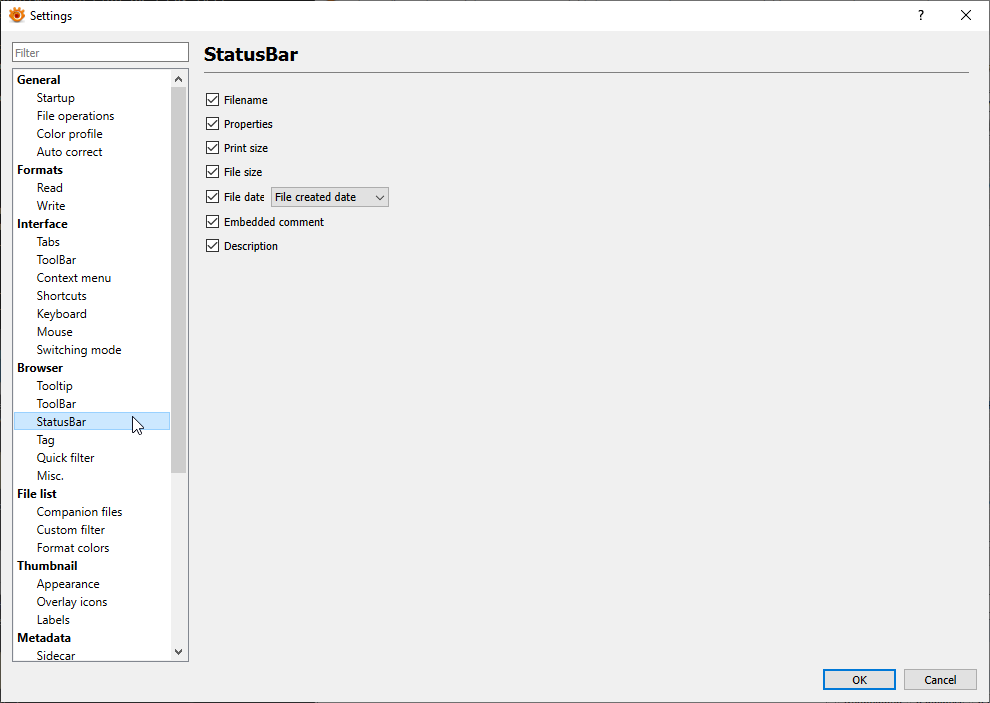 Settings
?
Filter
General
Startup
File operations
Color profile
Auto correct
Formats
Read
Write
Interface
Tabs
ToolBar
Context menu
Shortcuts
Keyboard
Mouse
Switching mode
Browser
Tooltip
ToolBar
StatusBar
Tag
Quick filter
Misc.
File list
Companion files
Custom filter
Format colors
Thumbnail
Appearance
Overlay icons
Labels
Metadata
Sidecar
StatusBar
Filename
Properties
Print size
File size
File date File created date
Embedded comment
Description
OK Cancel